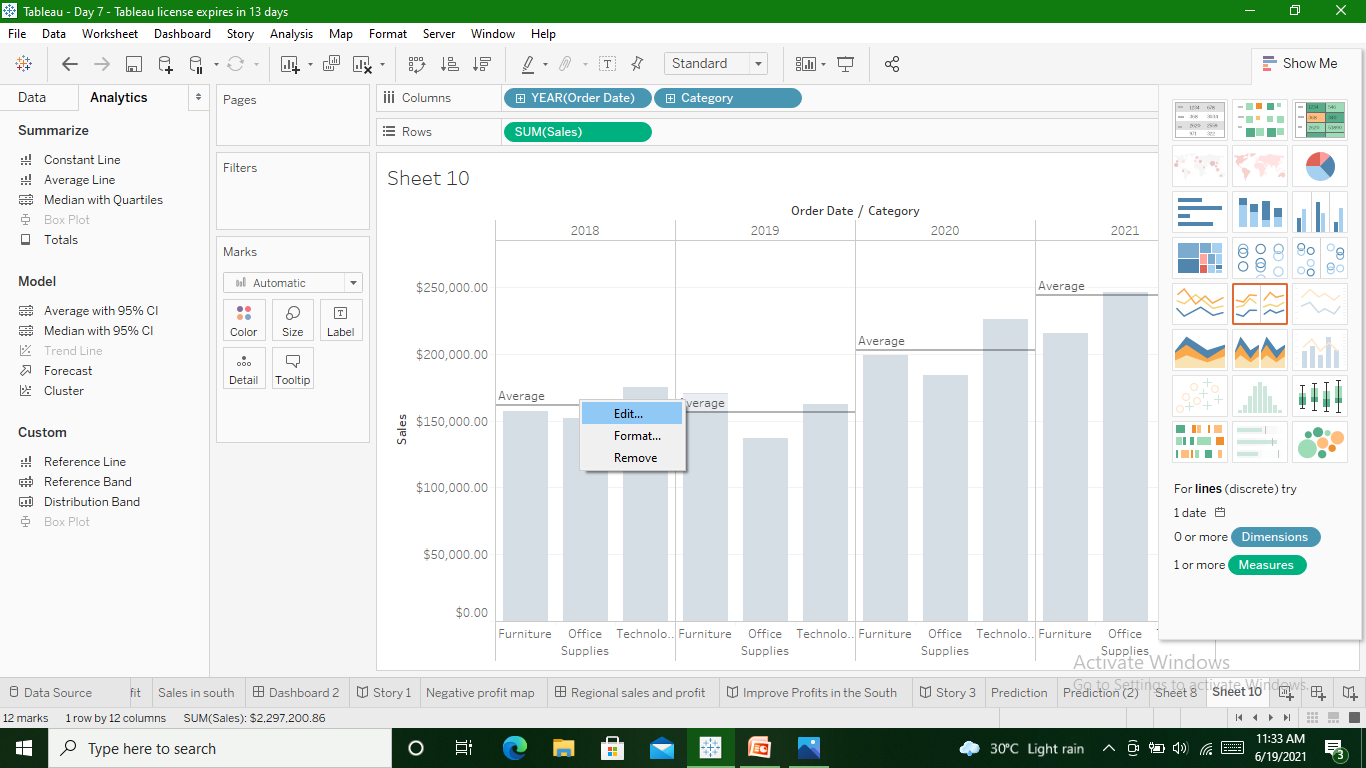 Tableau - Day 7 - Tableau license expires in 13 days
File Data Worksheet Dashboard Story Analysis Map Format Server Window Help
Standard
Show Me
Data Analytics
Summarize
Constant Line
Average Line
Median with Quartiles
Box Plot
Totals
Model
Average with 95% CI
Median with 95% CI
Trend Line
Forecast
Cluster
Custom
Reference Line
Reference Band
Distribution Band
Box Plot
Pages
Filters
Marks
Automatic
Color Size Label
Detail Tooltip
Columns YEAR(Order Date) Category
Rows SUM(Sales)
Sheet 10
Order Date / Category
2018 2019 2020 2021
$250,000.00
$200,000.00
$150,000.00
$100,000.00
$50,000.00
$0.00
Sales
Average
verage
Average
Average
Edit...
Format...
Remove
Furniture Office Supplies Technolo.. Furniture Office Supplies Technolo.. Furniture Office Supplies Technolo.. Furniture Office Supplies
For lines (discrete) try
1 date
0 or more Dimensions
1 or more Measures
Activate Windows
Go to Settings to activate Windows.
Data Source fit Sales in south Dashboard 2 Story 1 Negative profit map Regional sales and profit Improve Profits in the South Story 3 Prediction Prediction (2) Sheet 8 Sheet 10
12 marks 1 row by 12 columns SUM(Sales): $2,297,200.86
Type here to search
30°C Light rain
11:33 AM
6/19/2021
3